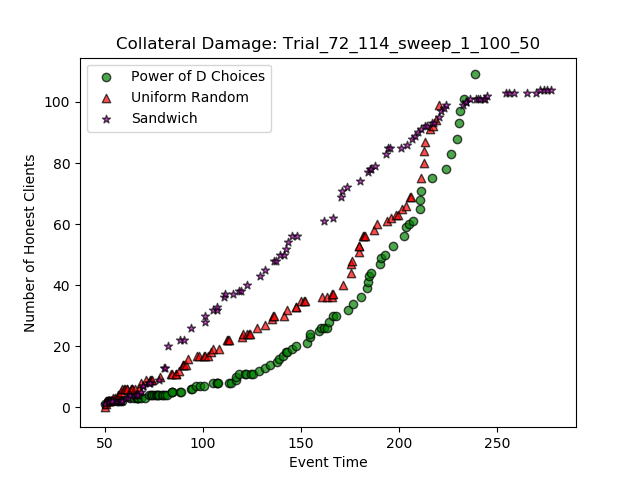 Collateral Damage: Trial_72_114_sweep_1_100_50
Power of D Choices
Uniform Random
Sandwich
Number of Honest Clients
100
80
60
40
20
0
50
100
150
200
250
Event Time